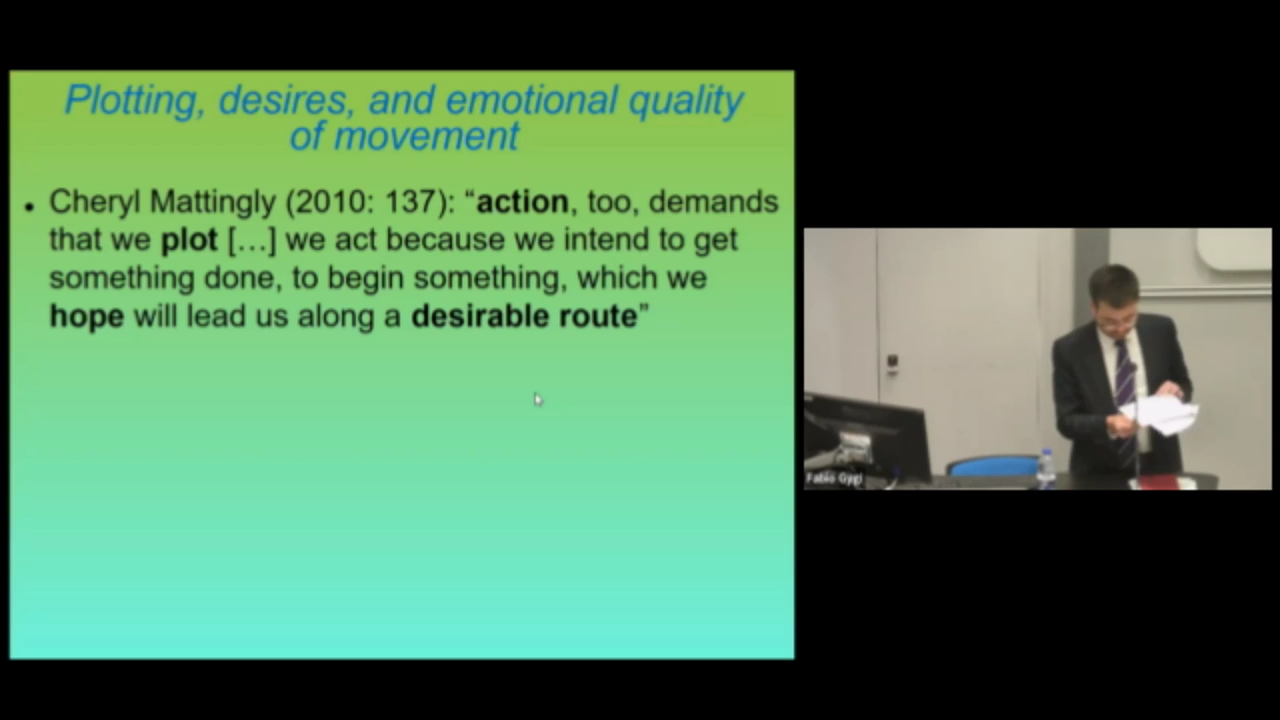 Plotting, desires, and emotional quality
of movement
• Cheryl Mattingly (2010: 137): “action, too, demands
that we plot […] we act because we intend to get
something done, to begin something, which we
hope will lead us along a desirable route”
Fabio Gygi